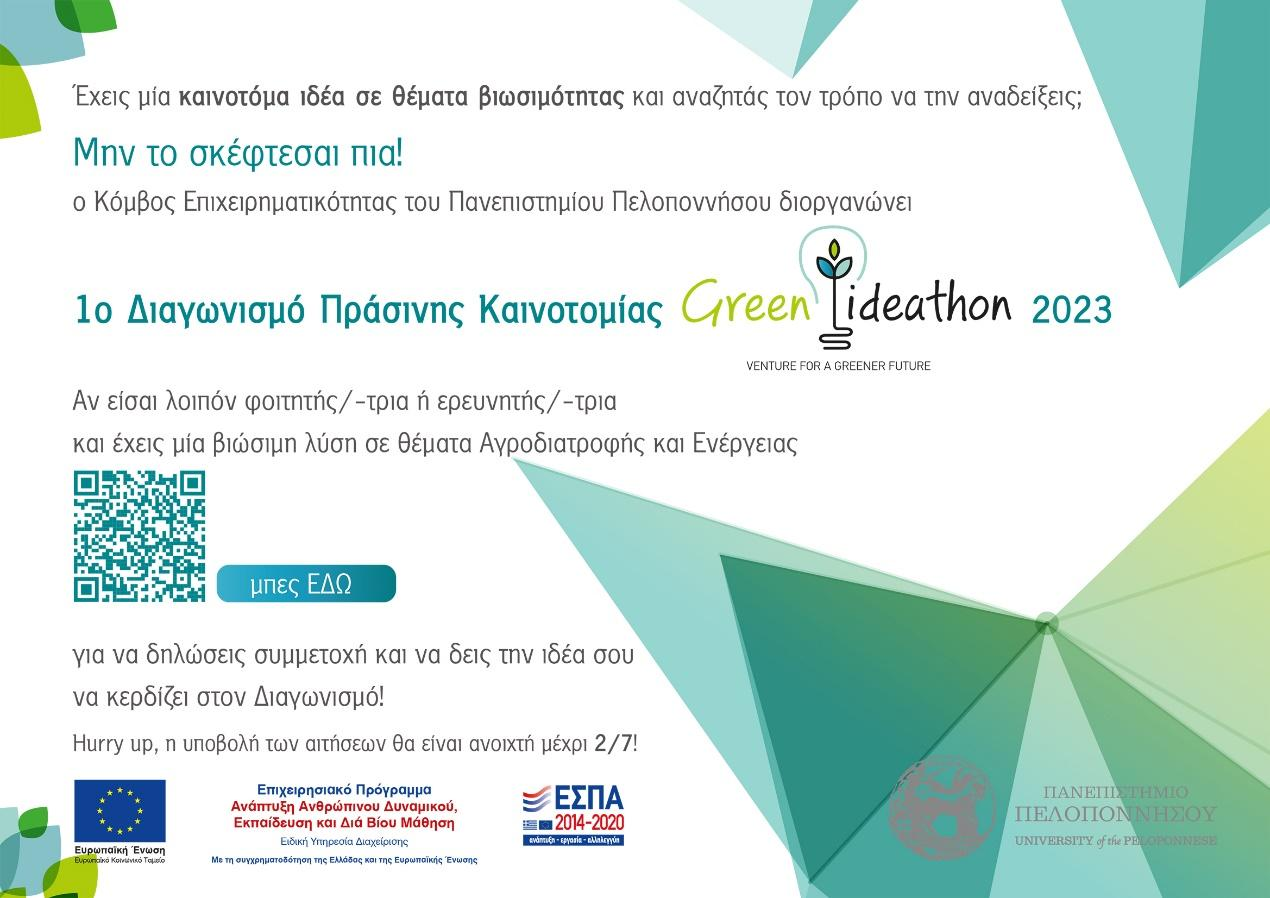 Έχεις μία καινοτόμα ιδέα σε θέματα βιωσιμότητας και αναζητάς τον τρόπο να την αναδείξεις;
Μην το σκέφτεσαι πια!
ο Κόμβος Επιχειρηματικότητας του Πανεπιστημίου Πελοποννήσου διοργανώνει
1ο Διαγωνισμό Πράσινης Καινοτομίας Green ideathon 2023
VENTURE FOR A GREENER FUTURE
Αν είσαι λοιπόν φοιτητής/-τρια ή ερευνητής/-τρια
και έχεις μία βιώσιμη λύση σε θέματα Αγροδιατροφής και Ενέργειας
μπες ΕΔΩ
για να δηλώσεις συμμετοχή και να δεις την ιδέα σου
να κερδίζει στον Διαγωνισμό!
Hurry up, η υποβολή των αιτήσεων θα είναι ανοιχτή μέχρι 2/7!
Ευρωπαϊκή Ένωση
Ευρωπαϊκό Κοινωνικό Ταμείο
Επιχειρησιακό Πρόγραμμα
Ανάπτυξη Ανθρώπινου Δυναμικού,
Εκπαίδευση και Διά Βίου Μάθηση
Ειδική Υπηρεσία Διαχείρισης
Με τη συγχρηματοδότηση της Ελλάδας και της Ευρωπαϊκής Ένωσης
ΕΣΠΑ
2014-2020
ανάπτυξη - εργασία - αλληλεγγύη
ΠΑΝΕΠΙΣΤΗΜΙΟ
ΠΕΛΟΠΟΝΝΗΣΟΥ
UNIVERSITY of the PELOPONNESE